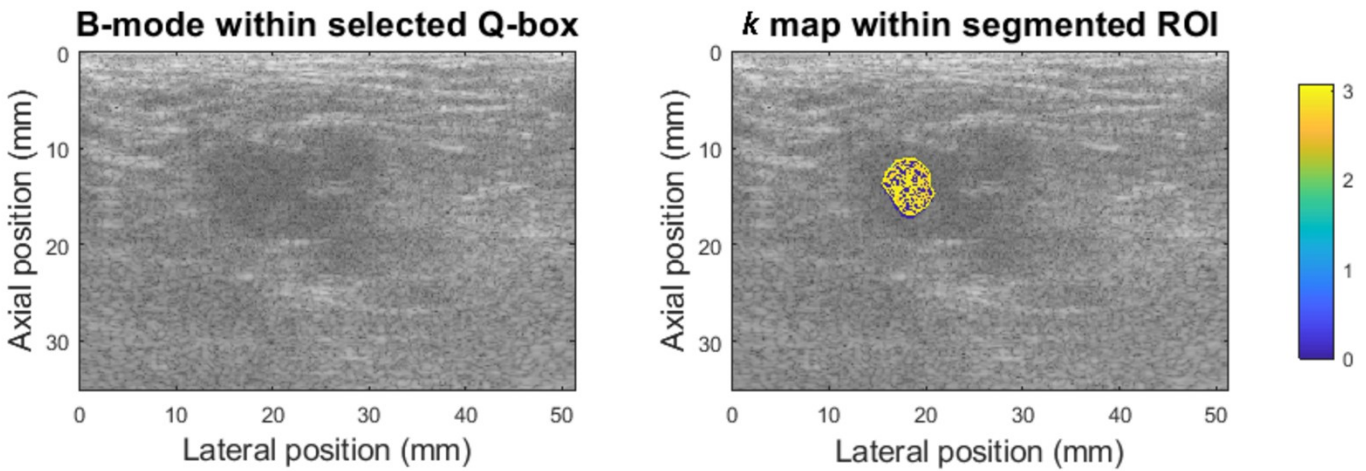 B-mode within selected Q-box
0
10
20
30
Axial position (mm)
0 10 20 30 40 50
Lateral position (mm)
k map within segmented ROI
0
10
20
30
Axial position (mm)
0 10 20 30 40 50
Lateral position (mm)
3
2
1
0